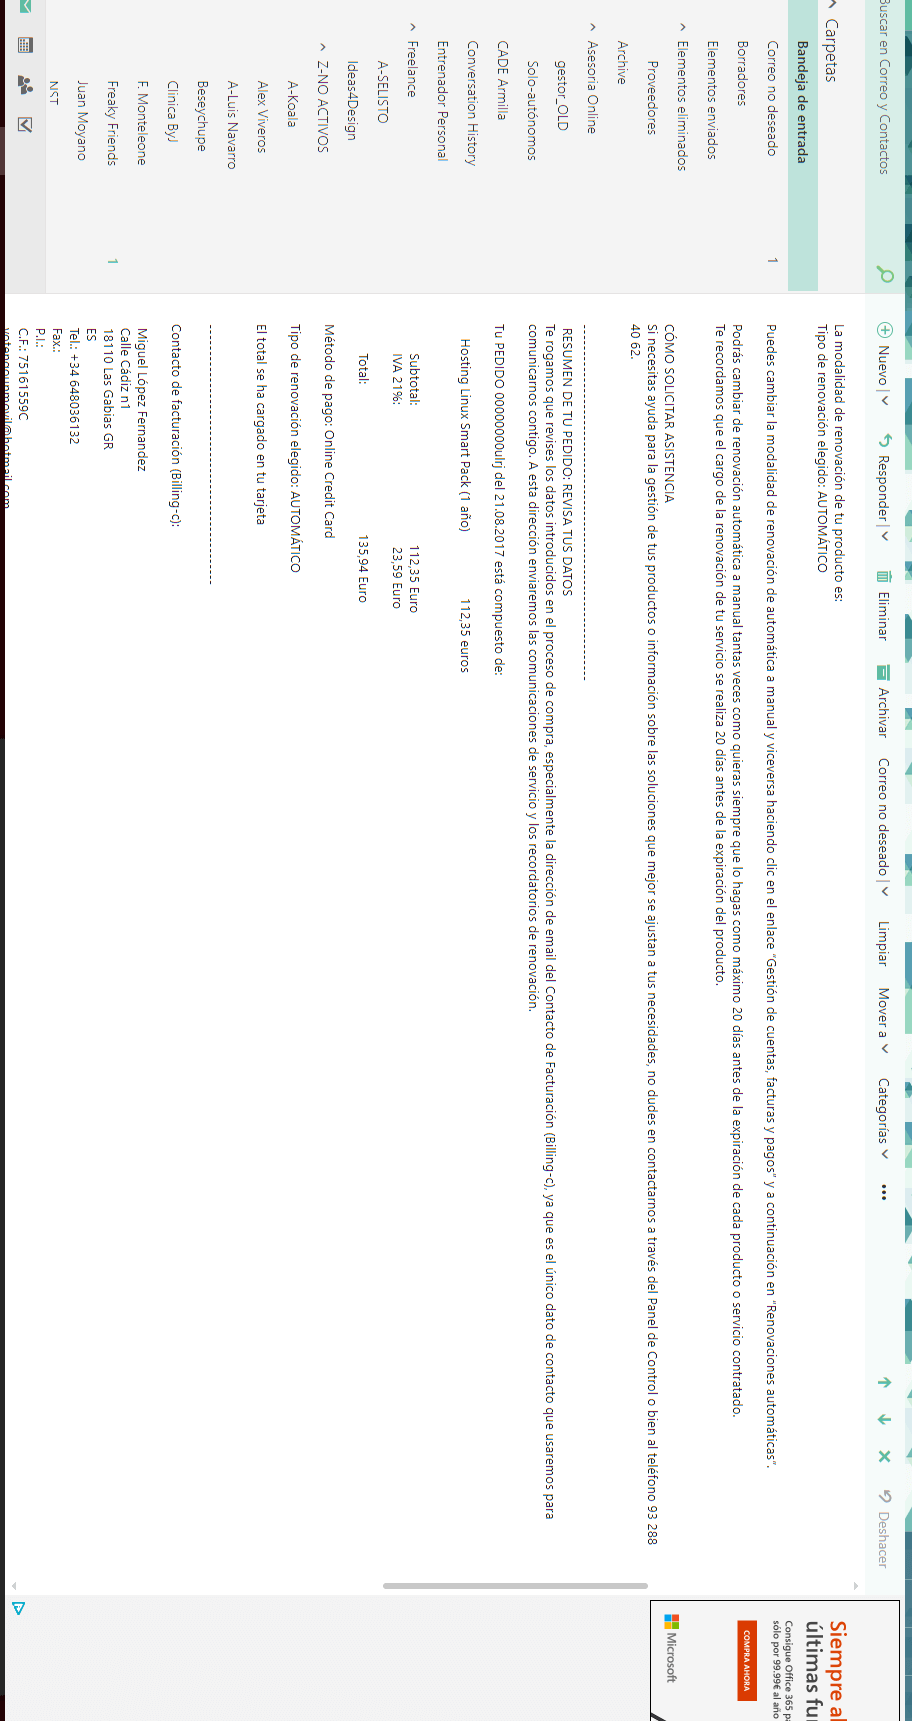 Buscar en Correo y Contactos
Nuevo |
Responder |
Eliminar
Archivar
Correo no deseado |
Limpiar
Mover a
Categorías
Deshacer
Carpetas
Bandeja de entrada
Correo no deseado 1
Borradores
Elementos enviados
Elementos eliminados
Proveedores
Archive
Asesoria Online
gestor_OLD
Solo-autónomos
CADE Armilla
Conversation History
Entrenador Personal
Freelance
A-SELISTO
Ideas4Design
Z-NO ACTIVOS
A-Koala
Alex Viveros
A-Luis Navarro
Beseychupe
Clinica ByJ
F. Monteleone
Freaky Friends 1
Juan Moyano
NST
La modalidad de renovación de tu producto es:
Tipo de renovación elegido: AUTOMÁTICO
Puedes cambiar la modalidad de renovación de automática a manual y viceversa haciendo clic en el enlace "Gestión de cuentas, facturas y pagos" y a continuación en "Renovaciones automáticas".
Podrás cambiar de renovación automática a manual tantas veces como quieras siempre que lo hagas como máximo 20 días antes de la expiración de cada producto o servicio contratado.
Te recordamos que el cargo de la renovación de tu servicio se realiza 20 días antes de la expiración del producto.
CÓMO SOLICITAR ASISTENCIA
Si necesitas ayuda para la gestión de tus productos o información sobre las soluciones que mejor se ajustan a tus necesidades, no dudes en contactarnos a través del Panel de Control o bien al teléfono 93 288
40 62.
RESUMEN DE TU PEDIDO: REVISA TUS DATOS
Te rogamos que revises los datos introducidos en el proceso de compra, especialmente la dirección de email del Contacto de Facturación (Billing-c), ya que es el único dato de contacto que usaremos para
comunicarnos contigo. A esta dirección enviaremos las comunicaciones de servicio y los recordatorios de renovación.
Tu PEDIDO 00000000ulrj del 21.08.2017 está compuesto de:
Hosting Linux Smart Pack (1 año) 112,35 euros
Subtotal: 112,35 Euro
IVA 21%: 23,59 Euro
Total: 135,94 Euro
Método de pago: Online Credit Card
Tipo de renovación elegido: AUTOMÁTICO
El total se ha cargado en tu tarjeta
Contacto de facturación (Billing-c):
Miguel López Fernandez
Calle Cádiz n1
18110 Las Gabias GR
ES
Tel.: +34.648036132
Fax.:
P.I.:
C.F.: 75161559C
Siempre al
últimas fu
Consigue Office 365 pa
sólo por 99.99€ al año
COMPRA AHORA
Microsoft